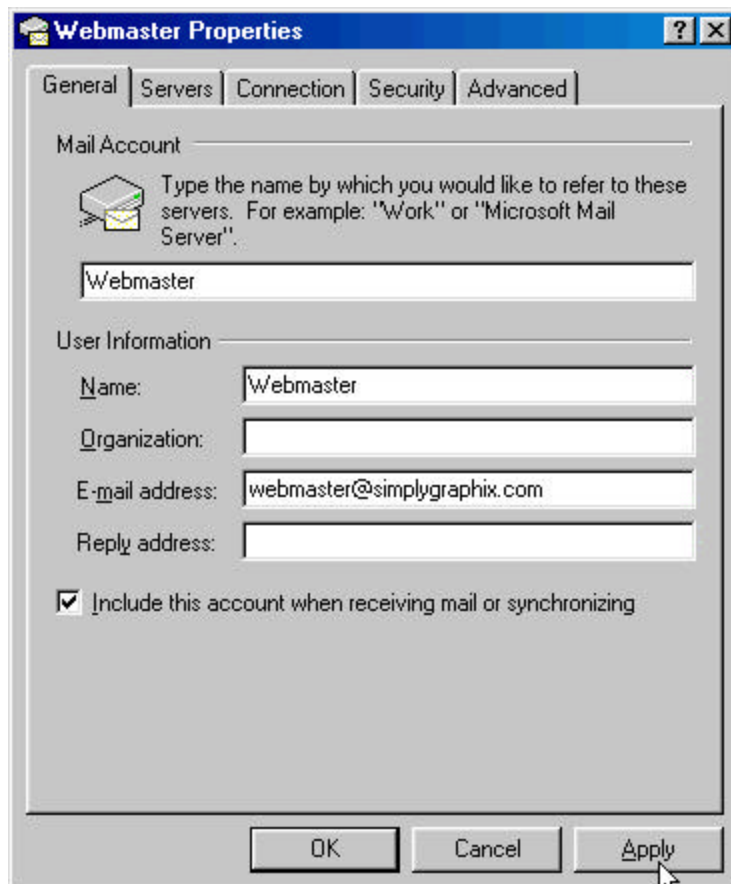 Webmaster Properties
General Servers Connection Security Advanced
Mail Account
Type the name by which you would like to refer to these
servers. For example: "Work" or "Microsoft Mail
Server".
Webmaster
User Information
Name: Webmaster
Organization:
E-mail address: webmaster@simplygraphix.com
Reply address:
Include this account when receiving mail or synchronizing
OK Cancel Apply